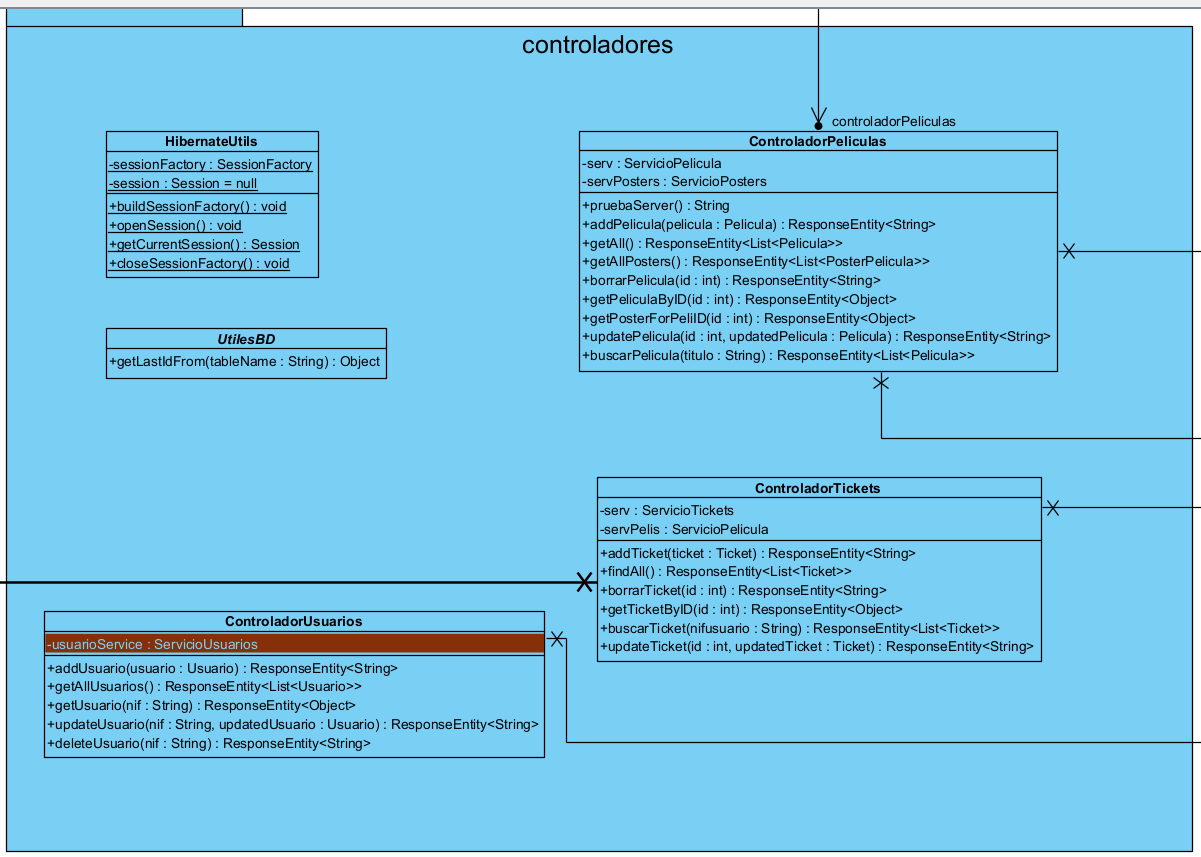 controladores
controladorPeliculas
HibernateUtils
-sessionFactory : SessionFactory
-session : Session = null
+buildSessionFactory() : void
+openSession() : void
+getCurrentSession() : Session
+closeSessionFactory() : void
UtilesBD
+getLastIdFrom(tableName : String) : Object
ControladorPeliculas
-serv : ServicioPelicula
-servPosters : ServicioPosters
+pruebaServer() : String
+addPelicula(pelicula : Pelicula) : ResponseEntity<String>
+getAll() : ResponseEntity<List<Pelicula>>
+getAllPosters() : ResponseEntity<List<PosterPelicula>>
+borrarPelicula(id : int) : ResponseEntity<String>
+getPeliculaByID(id : int) : ResponseEntity<Object>
+getPosterForPeliID(id : int) : ResponseEntity<Object>
+updatePelicula(id : int, updatedPelicula : Pelicula) : ResponseEntity<String>
+buscarPelicula(titulo : String) : ResponseEntity<List<Pelicula>>
ControladorTickets
-serv : ServicioTickets
-servPelis : ServicioPelicula
+addTicket(ticket : Ticket) : ResponseEntity<String>
+findAll() : ResponseEntity<List<Ticket>>
+borrarTicket(id : int) : ResponseEntity<String>
+getTicketByID(id : int) : ResponseEntity<Object>
+buscarTicket(nifusuario : String) : ResponseEntity<List<Ticket>>
+updateTicket(id : int, updatedTicket : Ticket) : ResponseEntity<String>
ControladorUsuarios
-usuarioService : ServicioUsuarios
+addUsuario(usuario : Usuario) : ResponseEntity<String>
+getAllUsuarios() : ResponseEntity<List<Usuario>>
+getUsuario(nif : String) : ResponseEntity<Object>
+updateUsuario(nif : String, updatedUsuario : Usuario) : ResponseEntity<String>
+deleteUsuario(nif : String) : ResponseEntity<String>